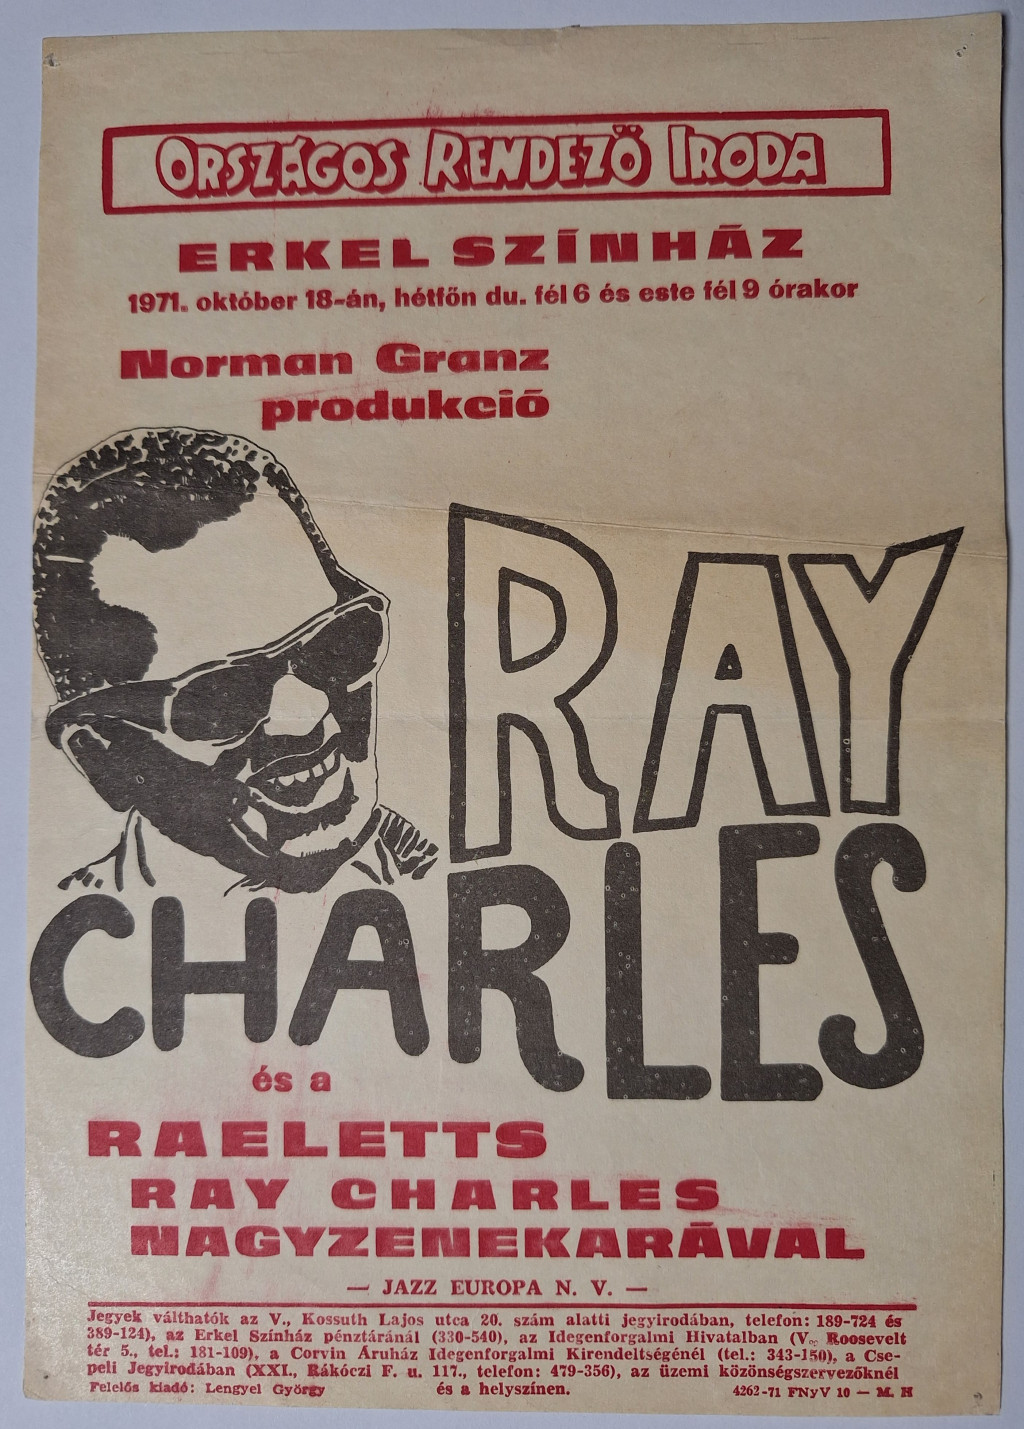 ORSZÁGOS RENDEZŐ IRODA
ERKEL SZÍNHÁZ
1971. október 18-án, hétfőn du. fél 6 és este fél 9 órakor
Norman Granz
produkció
RAY
CHARLES
és a
RAELETTS
RAY CHARLES
NAGYZENEKARÁVAL
— JAZZ EUROPA N. V. —
Jegyek válthatók az V., Kossuth Lajos utca 20. szám alatti jegyirodában, telefon: 189-724 és
389-124), az Erkel Színház pénztáránál (330-540), az Idegenforgalmi Hivatalban (V., Roosevelt
tér 5., tel.: 181-109), a Corvin Áruház Idegenforgalmi Kirendeltségénél (tel.: 343-150), a Cse-
peli Jegyirodában (XXI., Rákóczi F. u. 117., telefon: 479-356), az üzemi közönségszervezőknél
és a helyszínen.
Felelős kiadó: Lengyel György
4262-71 FNyV 10 — M. H